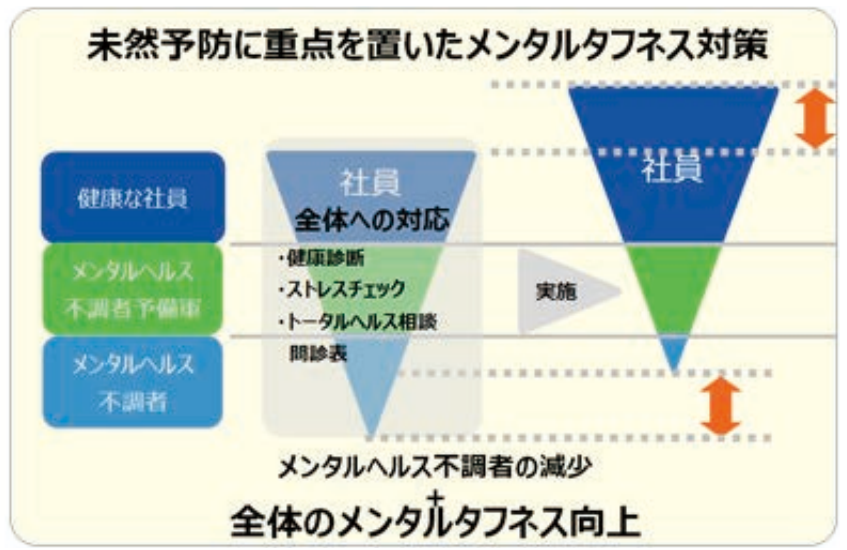 未然予防に重点を置いたメンタルタフネス対策
健康な社員
メンタルヘルス
不調者予備軍
メンタルヘルス
不調者
社員
全体への対応
・健康診断
・ストレスチェック
・トータルヘルス相談
問診表
実施
社員
メンタルヘルス不調者の減少
+
全体のメンタルタフネス向上